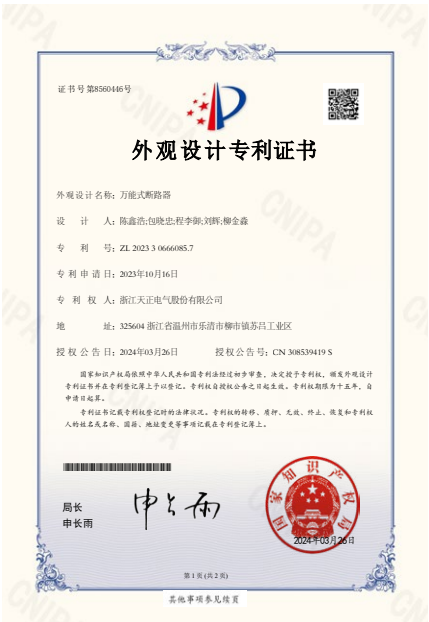 证书号第8560446号
外观设计专利证书
外观设计名称：万能式断路器
设计人：陈鑫浩;包晓忠;程李御;刘辉;柳金淼
专利号：ZL 2023 3 0666085.7
专利申请日：2023年10月16日
专利权人：浙江天正电气股份有限公司
地址：325604 浙江省温州市乐清市柳市镇苏吕工业区
授权公告日：2024年03月26日 授权公告号：CN 308539419 S
国家知识产权局依照中华人民共和国专利法经过初步审查，决定授予专利权，颁发外观设计
专利证书并在专利登记簿上予以登记。专利权自授权公告之日起生效。专利权期限为十五年，自
申请日起算。
专利证书记载专利权登记时的法律状况。专利权的转移、质押、无效、终止、恢复和专利权
人的姓名或名称、国籍、地址变更等事项记载在专利登记簿上。
局长
申长雨
申长雨
国家知识产权局
2024年03月26日
第 1 页 (共 2 页)
其他事项参见续页
CNIPA